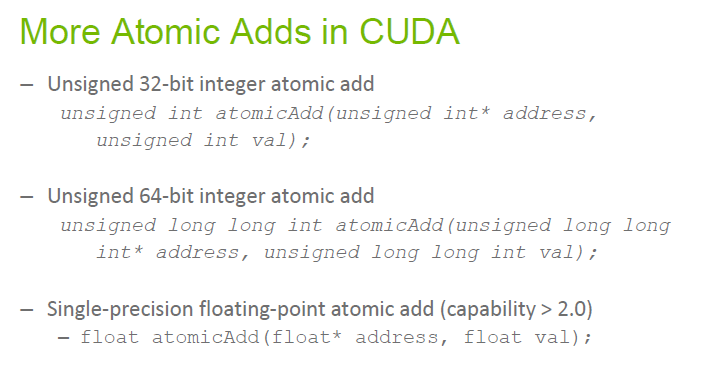 More Atomic Adds in CUDA
– Unsigned 32-bit integer atomic add
unsigned int atomicAdd(unsigned int* address,
unsigned int val);
– Unsigned 64-bit integer atomic add
unsigned long long int atomicAdd(unsigned long long
int* address, unsigned long long int val);
– Single-precision floating-point atomic add (capability > 2.0)
– float atomicAdd(float* address, float val);